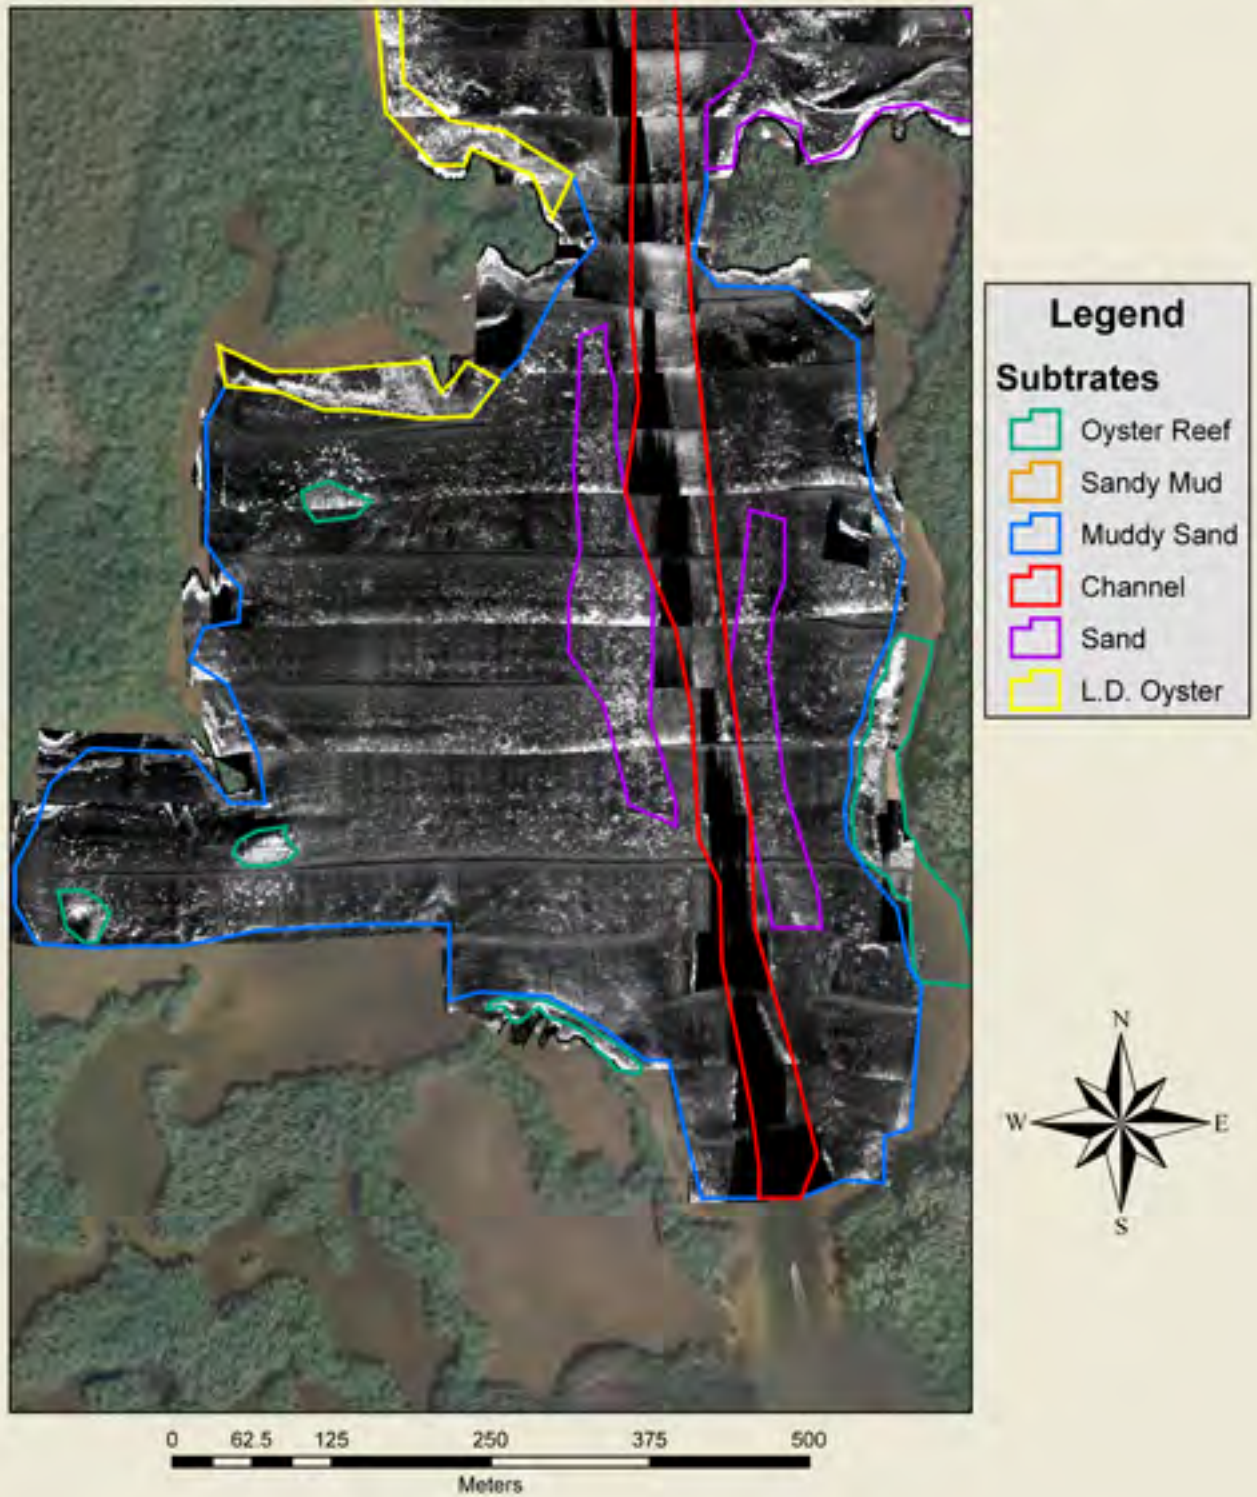 Legend
Subtrates
Oyster Reef
Sandy Mud
Muddy Sand
Channel
Sand
L.D. Oyster
N
W E
S
0 62.5 125 250 375 500
Meters